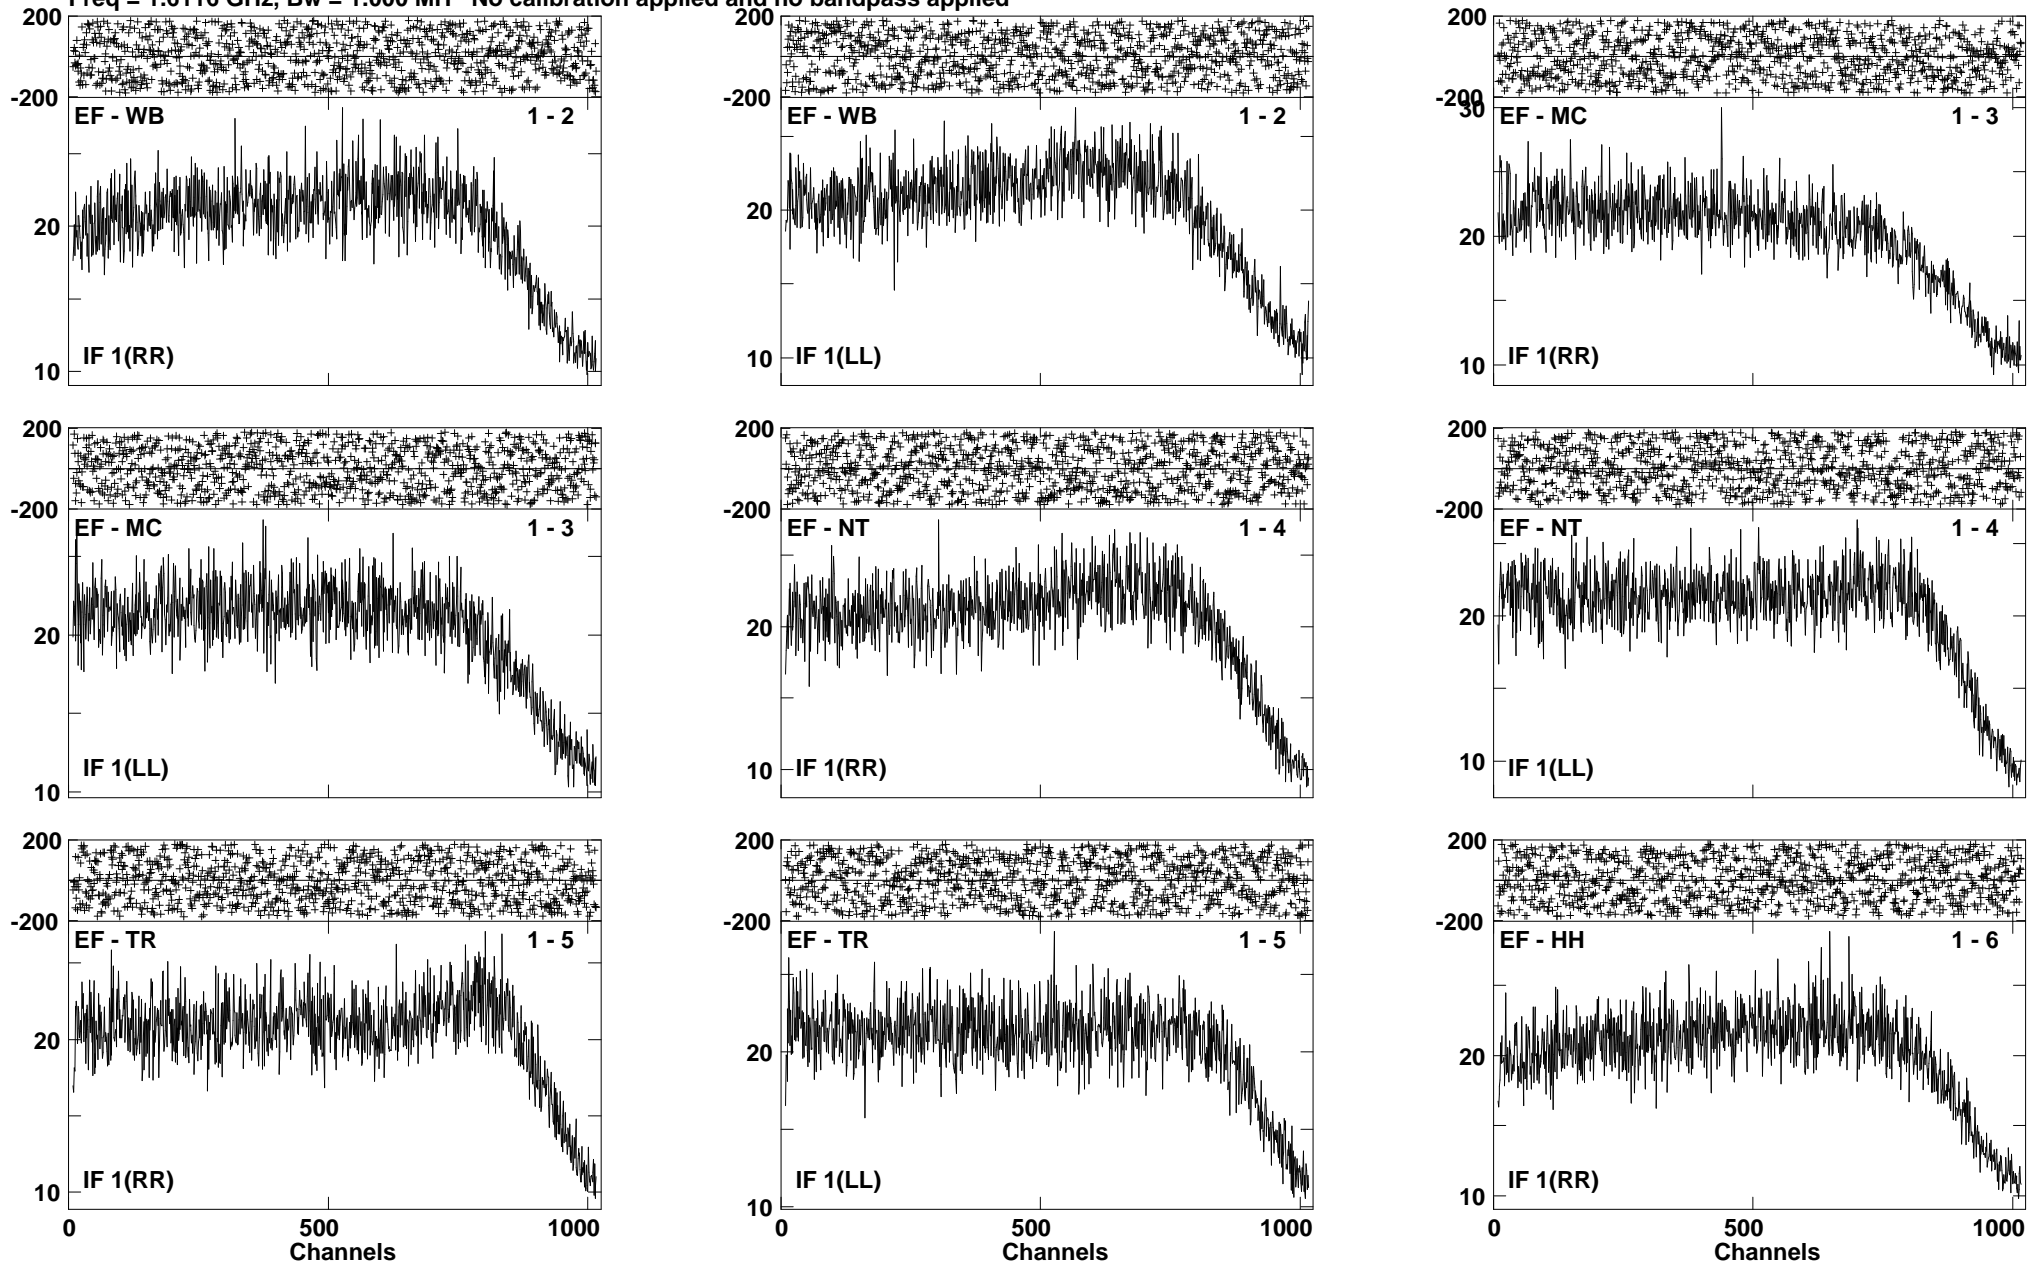 Freq = 1.6116 GHz, Bw = 1.000 MH No calibration applied and no bandpass applied
200
-200
EF - WB 1 - 2
20
10
IF 1(RR)
200
-200
EF - WB 1 - 2
20
10
IF 1(LL)
200
-200
30
EF - MC 1 - 3
20
10
IF 1(RR)
200
-200
EF - MC 1 - 3
20
10
IF 1(LL)
200
-200
EF - NT 1 - 4
20
10
IF 1(RR)
200
-200
EF - NT 1 - 4
20
10
IF 1(LL)
200
-200
EF - TR 1 - 5
20
10
IF 1(RR)
0 500 1000
Channels
200
-200
EF - TR 1 - 5
20
10
IF 1(LL)
0 500 1000
Channels
200
-200
EF - HH 1 - 6
20
10
IF 1(RR)
0 500 1000
Channels